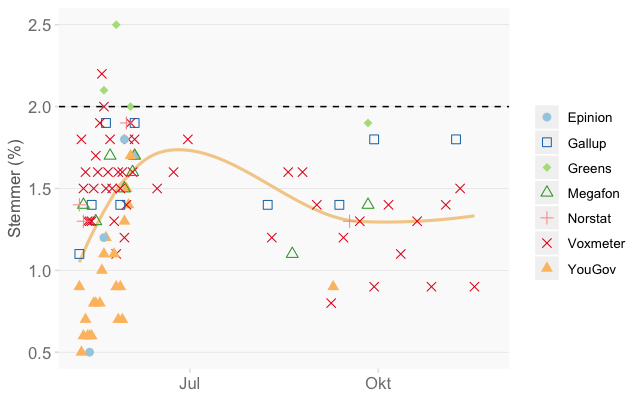 2.5
2.0
1.5
1.0
0.5
Stemmer (%)
Jul
Okt
Epinion
Gallup
Greens
Megafon
Norstat
Voxmeter
YouGov